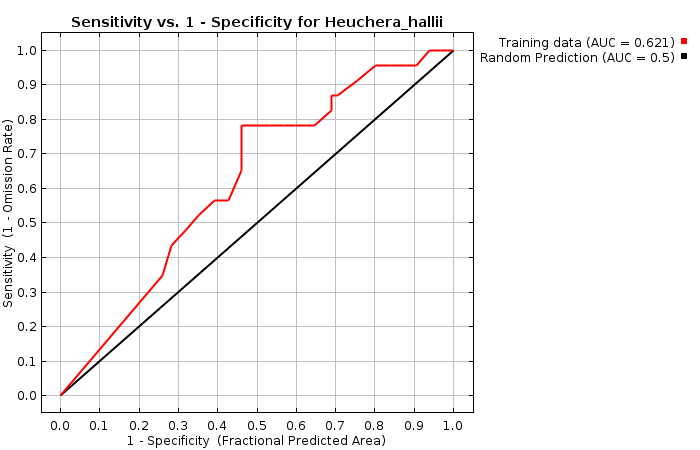 Sensitivity vs. 1 - Specificity for Heuchera_hallii
Training data (AUC = 0.621)
Random Prediction (AUC = 0.5)
Sensitivity (1 - Omission Rate)
1.0
0.9
0.8
0.7
0.6
0.5
0.4
0.3
0.2
0.1
0.0
0.0 0.1 0.2 0.3 0.4 0.5 0.6 0.7 0.8 0.9 1.0
1 - Specificity (Fractional Predicted Area)